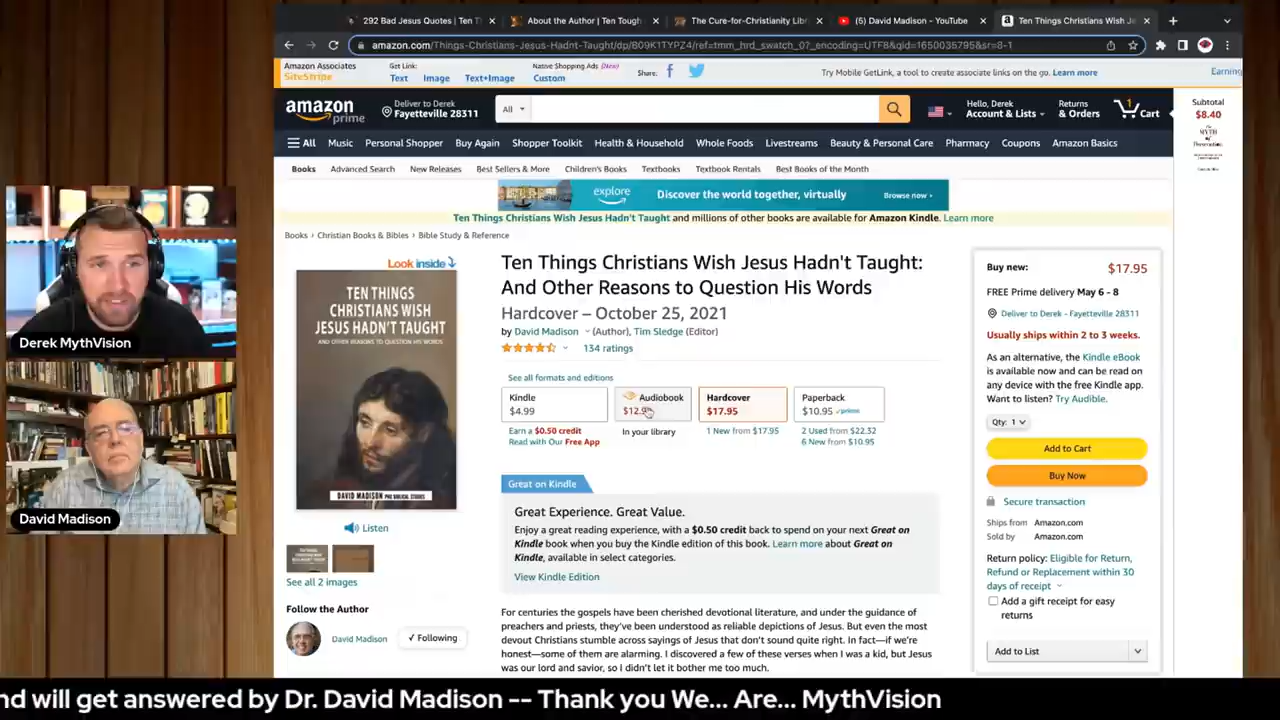 292 Bad Jesus Quotes | Ten T
About the Author | Ten Tough
The Cure-for-Christianity Libr
(5) David Madison - YouTube
Ten Things Christians Wish Je
amazon.com/Things-Christians-Jesus-Hadnt-Taught/dp/B09K1TYPZ4/ref=tmm_hrd_swatch_0?_encoding=UTF8&qid=1650035795&sr=8-1
Amazon Associates
SiteStripe
Get Link:
Text
Image
Text+Image
Native Shopping Ads (New)
Custom
Share:
Try Mobile GetLink, a tool to create associate links on the go. Learn more
Earning
amazon
prime
Deliver to Derek
Fayetteville 28311
All
Hello, Derek
Account & Lists
Returns
& Orders
1
Cart
Subtotal
$8.40
All
Music
Personal Shopper
Buy Again
Shopper Toolkit
Health & Household
Whole Foods
Livestreams
Beauty & Personal Care
Pharmacy
Coupons
Amazon Basics
Books
Advanced Search
New Releases
Best Sellers & More
Children's Books
Textbooks
Textbook Rentals
Best Books of the Month
explore
Discover the world together, virtually
Browse now
Ten Things Christians Wish Jesus Hadn't Taught and millions of other books are available for Amazon Kindle. Learn more
Books › Christian Books & Bibles › Bible Study & Reference
Look inside
TEN THINGS
CHRISTIANS WISH
JESUS HADN'T TAUGHT
AND OTHER REASONS TO QUESTION HIS WORDS
DAVID MADISON PHD BIBLICAL STUDIES
Listen
See all 2 images
Follow the Author
David Madison
✓ Following
Ten Things Christians Wish Jesus Hadn't Taught:
And Other Reasons to Question His Words
Hardcover – October 25, 2021
by David Madison (Author), Tim Sledge (Editor)
134 ratings
See all formats and editions
Kindle
$4.99
Audiobook
Hardcover
$17.95
Paperback
$10.95 ✓prime
Earn a $0.50 credit
Read with Our Free App
In your library
1 New from $17.95
2 Used from $22.32
6 New from $10.95
Great on Kindle
Great Experience. Great Value.
Enjoy a great reading experience, with a $0.50 credit back to spend on your next Great on
Kindle book when you buy the Kindle edition of this book. Learn more about Great on
Kindle, available in select categories.
View Kindle Edition
For centuries the gospels have been cherished devotional literature, and under the guidance of
preachers and priests, they've been understood as reliable depictions of Jesus. But even the most
devout Christians stumble across sayings of Jesus that don't sound quite right. In fact—if we're
honest—some of them are alarming. I discovered a few of these verses when I was a kid, but Jesus
was our lord and savior, so I didn't let it bother me too much.
Buy new:
$17.95
FREE Prime delivery May 6 - 8
Deliver to Derek - Fayetteville 28311
Usually ships within 2 to 3 weeks.
As an alternative, the Kindle eBook
is available now and can be read on
any device with the free Kindle app.
Want to listen? Try Audible.
Qty: 1
Add to Cart
Buy Now
Secure transaction
Ships from Amazon.com
Sold by Amazon.com
Return policy: Eligible for Return,
Refund or Replacement within 30
days of receipt
Add a gift receipt for easy
returns
Add to List
Derek MythVision
David Madison
nd will get answered by Dr. David Madison -- Thank you We... Are... MythVision